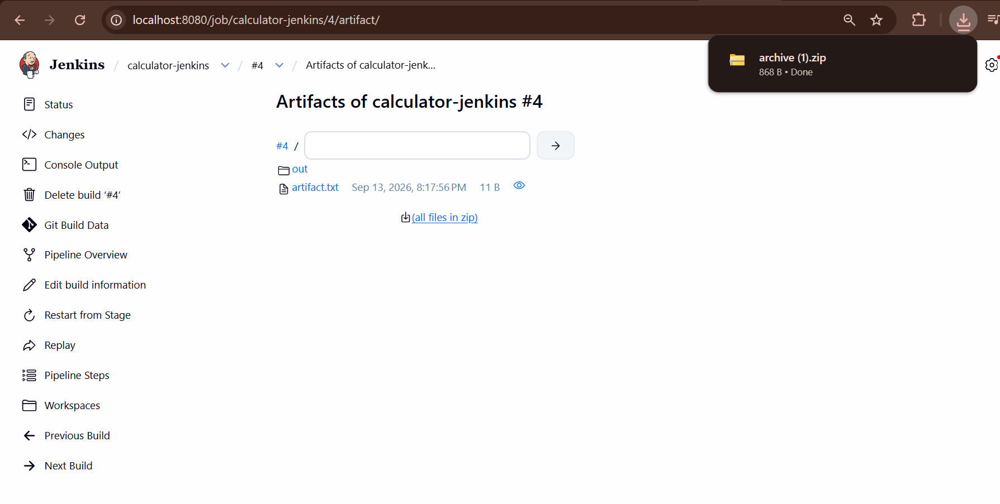 localhost:8080/job/calculator-jenkins/4/artifact/
archive (1).zip
868 B • Done
Jenkins / calculator-jenkins / #4 / Artifacts of calculator-jenk...
Status
Changes
Console Output
Delete build ‘#4’
Git Build Data
Pipeline Overview
Edit build information
Restart from Stage
Replay
Pipeline Steps
Workspaces
Previous Build
Next Build
Artifacts of calculator-jenkins #4
#4 /
out
artifact.txt Sep 13, 2026, 8:17:56 PM 11 B
(all files in zip)